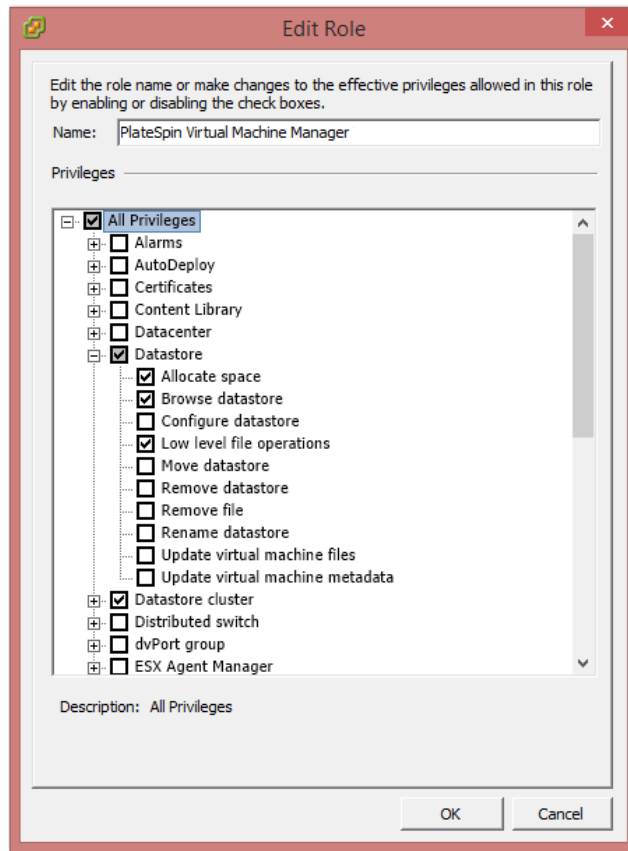 Edit Role
Edit the role name or make changes to the effective privileges allowed in this role
by enabling or disabling the check boxes.
Name: PlateSpin Virtual Machine Manager
Privileges
All Privileges
Alarms
AutoDeploy
Certificates
Content Library
Datacenter
Datastore
Allocate space
Browse datastore
Configure datastore
Low level file operations
Move datastore
Remove datastore
Remove file
Rename datastore
Update virtual machine files
Update virtual machine metadata
Datastore cluster
Distributed switch
dvPort group
ESX Agent Manager
Description: All Privileges
OK Cancel